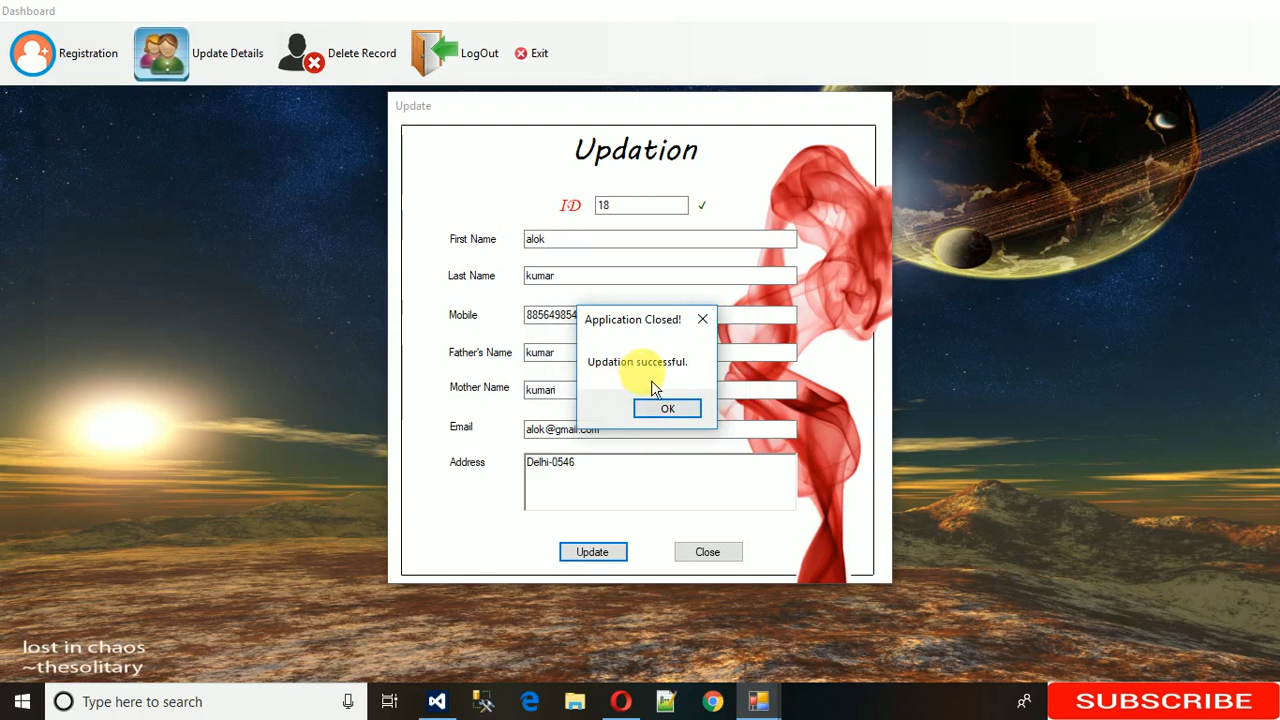 Dashboard
Registration
Update Details
Delete Record
LogOut
Exit
Update
Updation
ID
18
First Name
alok
Last Name
kumar
Mobile
885649854
Application Closed!
Updation successful.
OK
Father's Name
kumar
Mother Name
kumari
Email
alok@gmail.com
Address
Delhi-0546
Update
Close
lost in chaos
~thesolitary
Type here to search
SUBSCRIBE